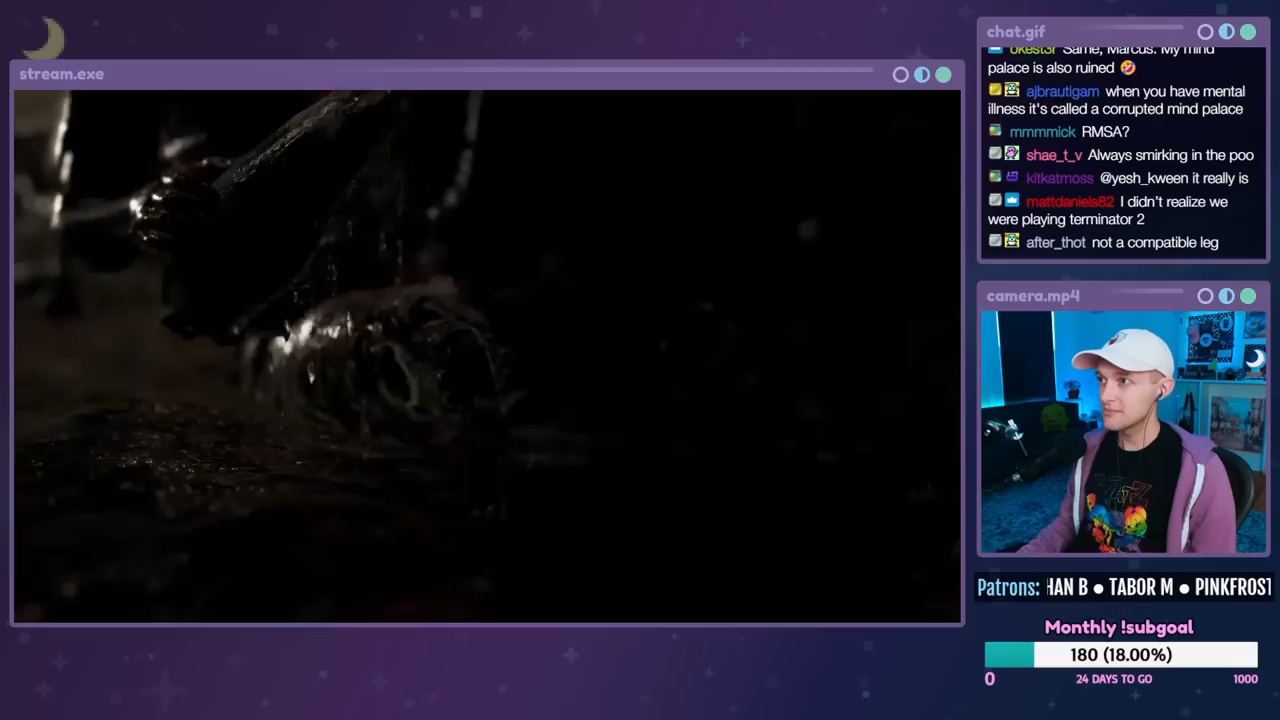 stream.exe
chat.gif
okest3r Same, Marcus. My mind
palace is also ruined 🤣
ajbrautigam when you have mental
illness it's called a corrupted mind palace
mmmmick RMSA?
shae_t_v Always smirking in the poo
kitkatmoss @yesh_kween it really is
mattdaniels82 I didn't realize we
were playing terminator 2
after_thot not a compatible leg
camera.mp4
Patrons: HAN B ● TABOR M ● PINKFROST
Monthly !subgoal
180 (18.00%)
0 24 DAYS TO GO 1000